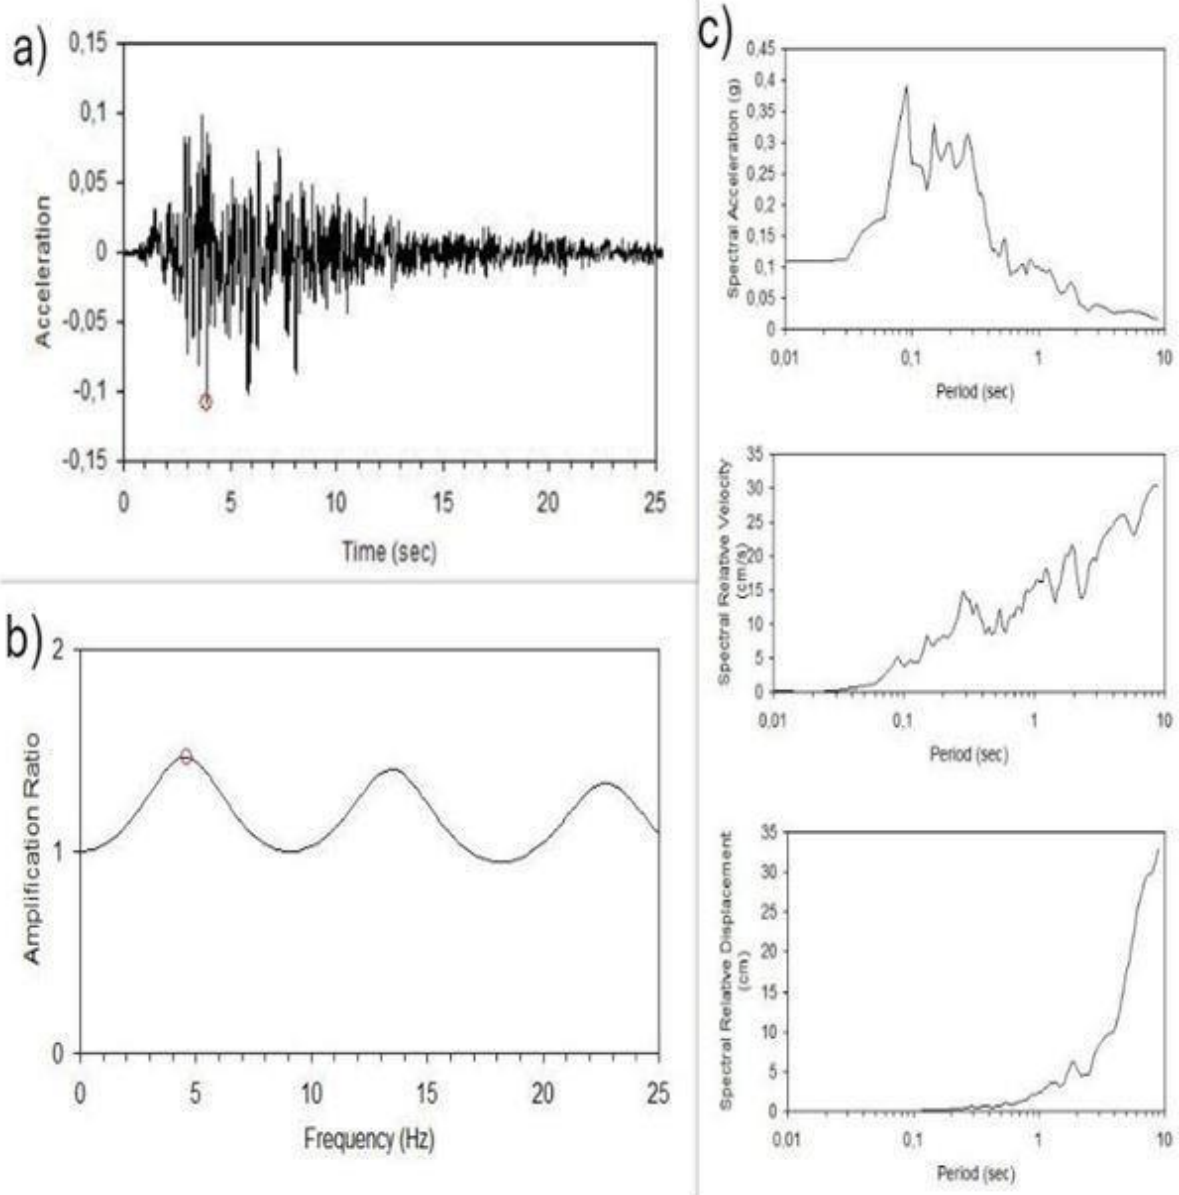 a)
0,15
0,1
0,05
0
-0,05
-0,1
-0,15
Acceleration
0 5 10 15 20 25
Time (sec)
b)
2
1
0
Amplification Ratio
0 5 10 15 20 25
Frequency (Hz)
c)
0,45
0,4
0,35
0,3
0,25
0,2
0,15
0,1
0,05
0
Spectral Acceleration (g)
0.01 0,1 1 10
Period (sec)
35
30
25
20
15
10
5
0
Spectral Relative Velocity
(cm/s)
0.01 0.1 1 10
Period (sec)
35
30
25
20
15
10
5
0
Spectral Relative Displacement
(cm)
0.01 0,1 1 10
Period (sec)